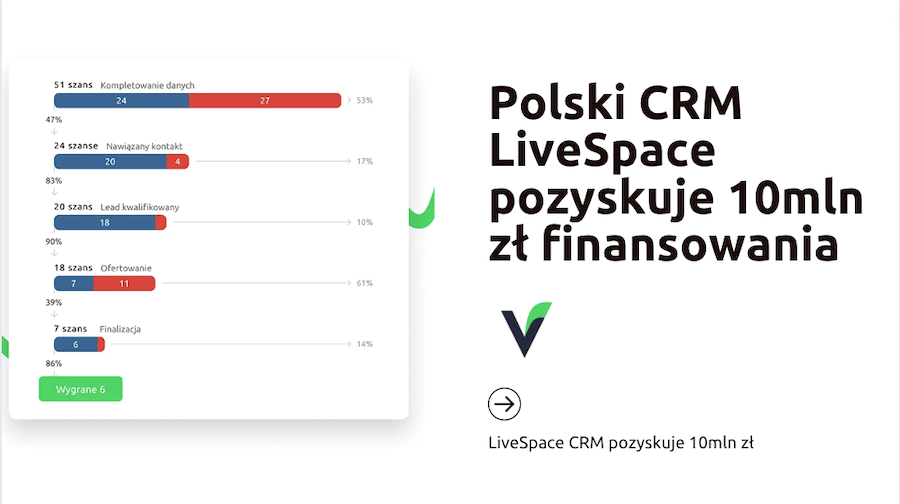 51 szans Kompletowanie danych
24 27 53%
47%
24 szanse Nawiązany kontakt
20 4 17%
83%
20 szans Lead kwalifikowany
18 10%
90%
18 szans Ofertowanie
7 11 61%
39%
7 szans Finalizacja
6 14%
86%
Wygrane 6
Polski CRM
LiveSpace
pozyskuje 10mln
zł finansowania
LiveSpace CRM pozyskuje 10mln zł